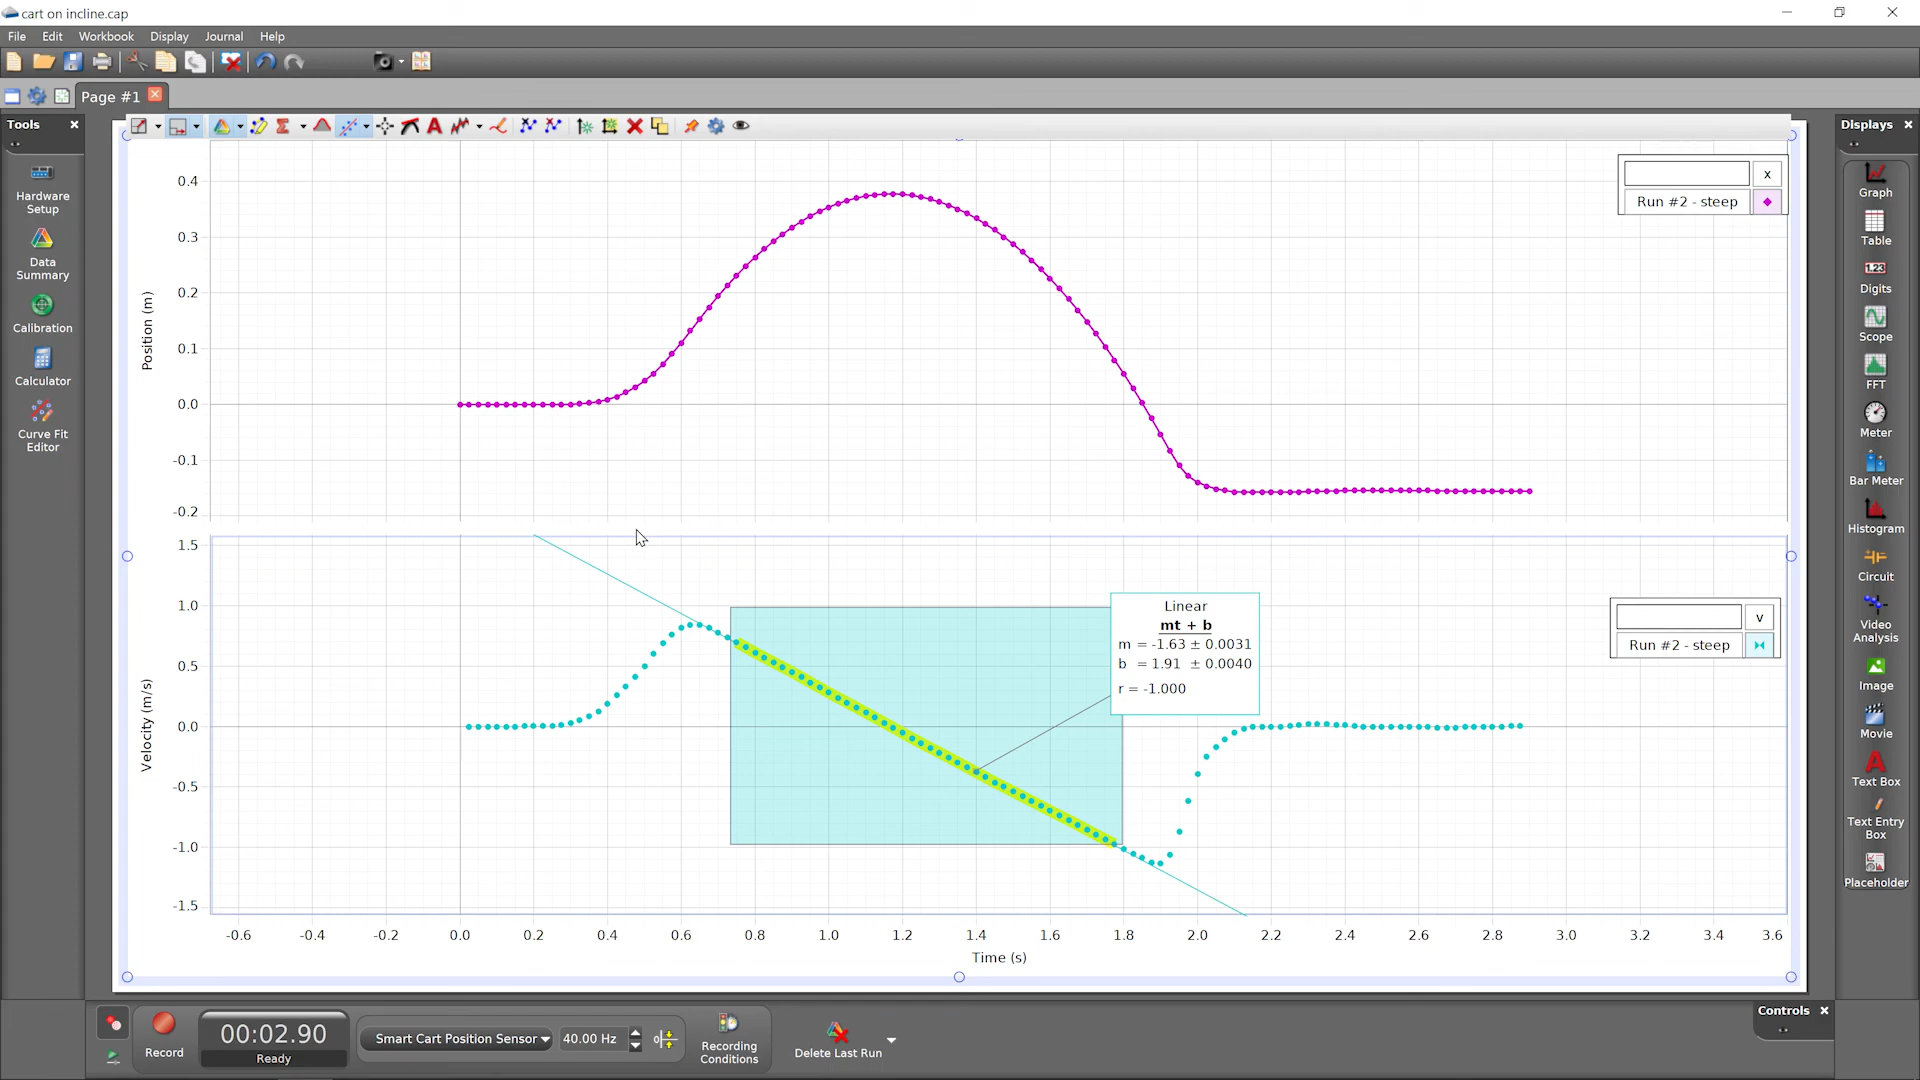 cart on incline.cap
File Edit Workbook Display Journal Help
Page #1
Tools
Hardware
Setup
Data
Summary
Calibration
Calculator
Curve Fit
Editor
Position (m)
0.4
0.3
0.2
0.1
0.0
-0.1
-0.2
x
Run #2 - steep
Velocity (m/s)
1.5
1.0
0.5
0.0
-0.5
-1.0
-1.5
Linear
mt + b
m = -1.63 ± 0.0031
b = 1.91 ± 0.0040
r = -1.000
v
Run #2 - steep
-0.6 -0.4 -0.2 0.0 0.2 0.4 0.6 0.8 1.0 1.2 1.4 1.6 1.8 2.0 2.2 2.4 2.6 2.8 3.0 3.2 3.4 3.6
Time (s)
Displays
Graph
Table
1.23
Digits
Scope
FFT
Meter
Bar Meter
Histogram
Circuit
Video
Analysis
Image
Movie
A
Text Box
Text Entry
Box
Placeholder
Record
00:02.90
Ready
Smart Cart Position Sensor
40.00 Hz
Recording
Conditions
Delete Last Run
Controls